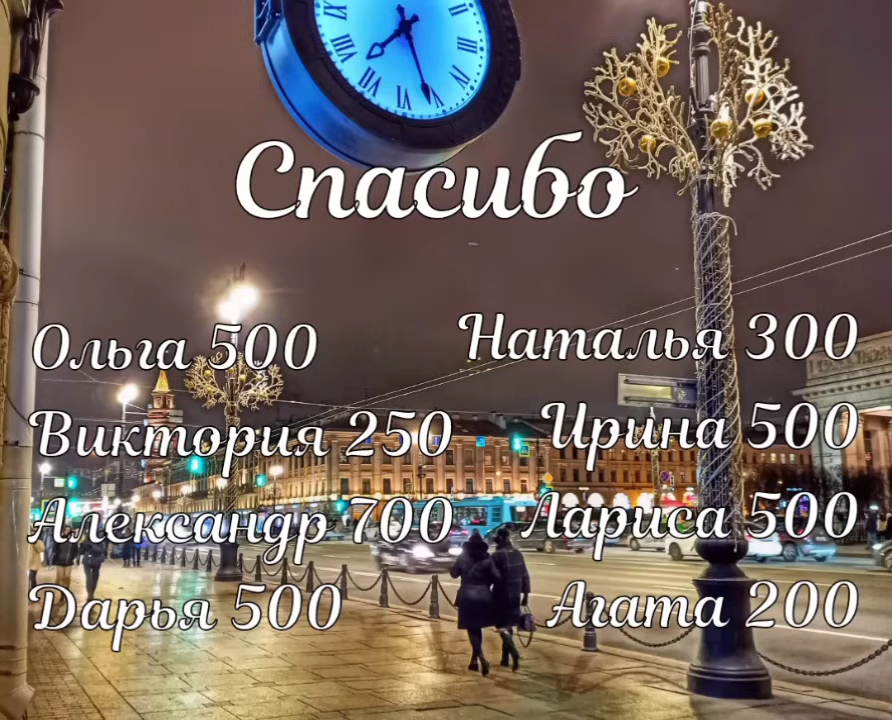 Спасибо
Ольга 500
Наталья 300
Виктория 250
Ирина 500
Александр 700
Лариса 500
Дарья 500
Агата 200